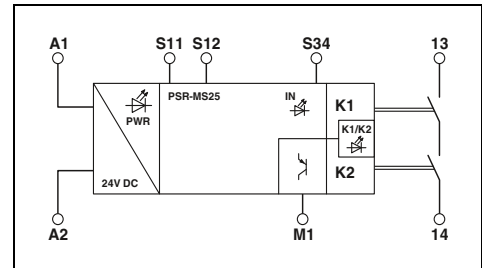 A1 S11 S12 S34 13
PSR-MS25 IN K1
PWR K1/K2
24V DC K2
A2 M1 14